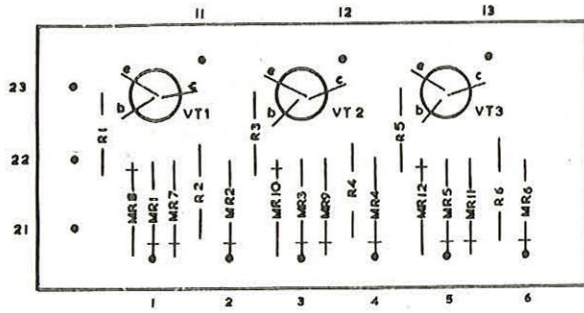 11 12 13
23
e c b VT1
e c b VT2
e c b VT3
R1 R3 R5
22
MR8 MR1 MR7 R2 MR2 MR10 MR3 MR9 R4 MR4 MR12 MR5 MR11 R6 MR6
21
1 2 3 4 5 6